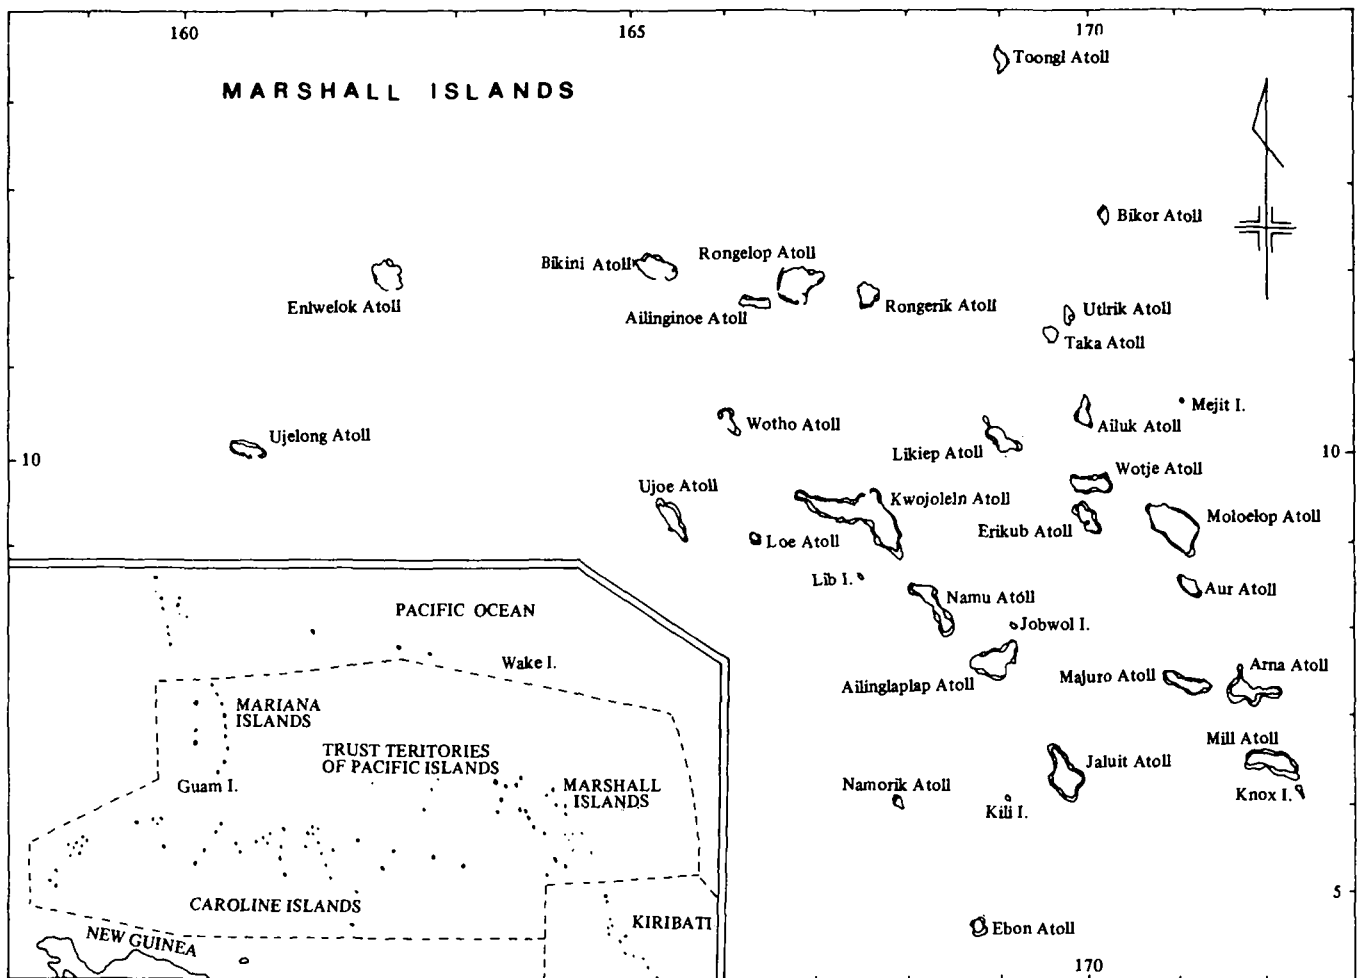 160
165
170
Toongl Atoll
MARSHALL ISLANDS
Bikor Atoll
Rongelop Atoll
Bikini Atoll
Enlwelok Atoll
Ailinginoe Atoll
Rongerik Atoll
Utlrik Atoll
Taka Atoll
Mejit I.
Wotho Atoll
Ailuk Atoll
Ujelong Atoll
Likiep Atoll
10
10
Wotje Atoll
Ujoe Atoll
Kwojoleln Atoll
Erikub Atoll
Moloelop Atoll
Loe Atoll
Lib I.
Namu Atoll
Aur Atoll
Jobwol I.
Ailinglaplap Atoll
Majuro Atoll
Arna Atoll
Mill Atoll
Jaluit Atoll
Namorik Atoll
Kili I.
Knox I.
5
Ebon Atoll
170
PACIFIC OCEAN
Wake I.
MARIANA
ISLANDS
TRUST TERITORIES
OF PACIFIC ISLANDS
Guam I.
MARSHALL
ISLANDS
CAROLINE ISLANDS
KIRIBATI
NEW GUINEA